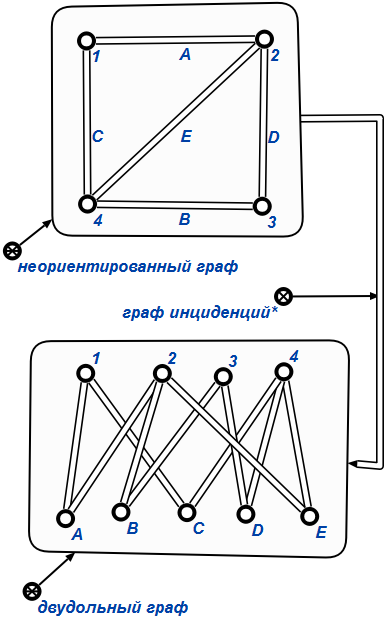 1 A 2
C E D
4 B 3
неориентированный граф
граф инциденций*
1 2 3 4
A B C D E
двудольный граф